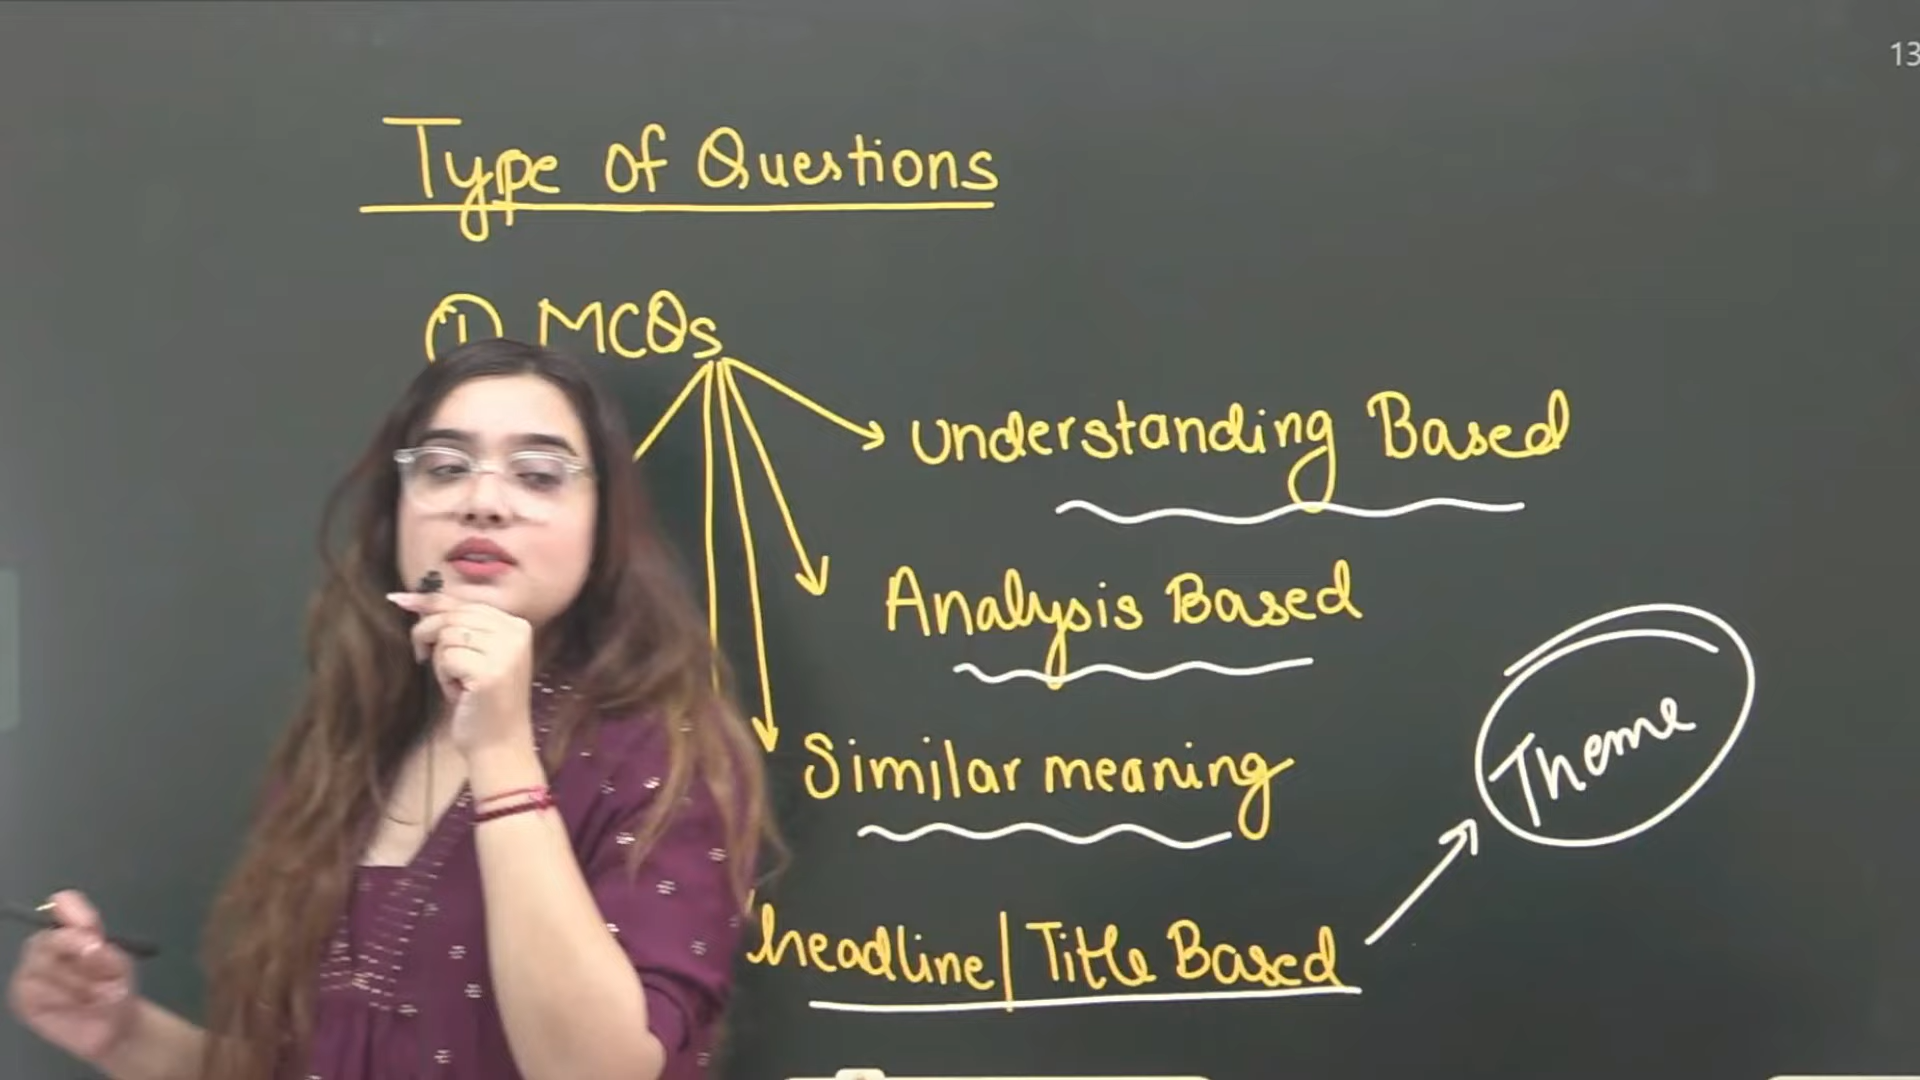 13
Type of Questions
① MCQs
Understanding Based
Analysis Based
Similar meaning
Theme
headline/Title Based